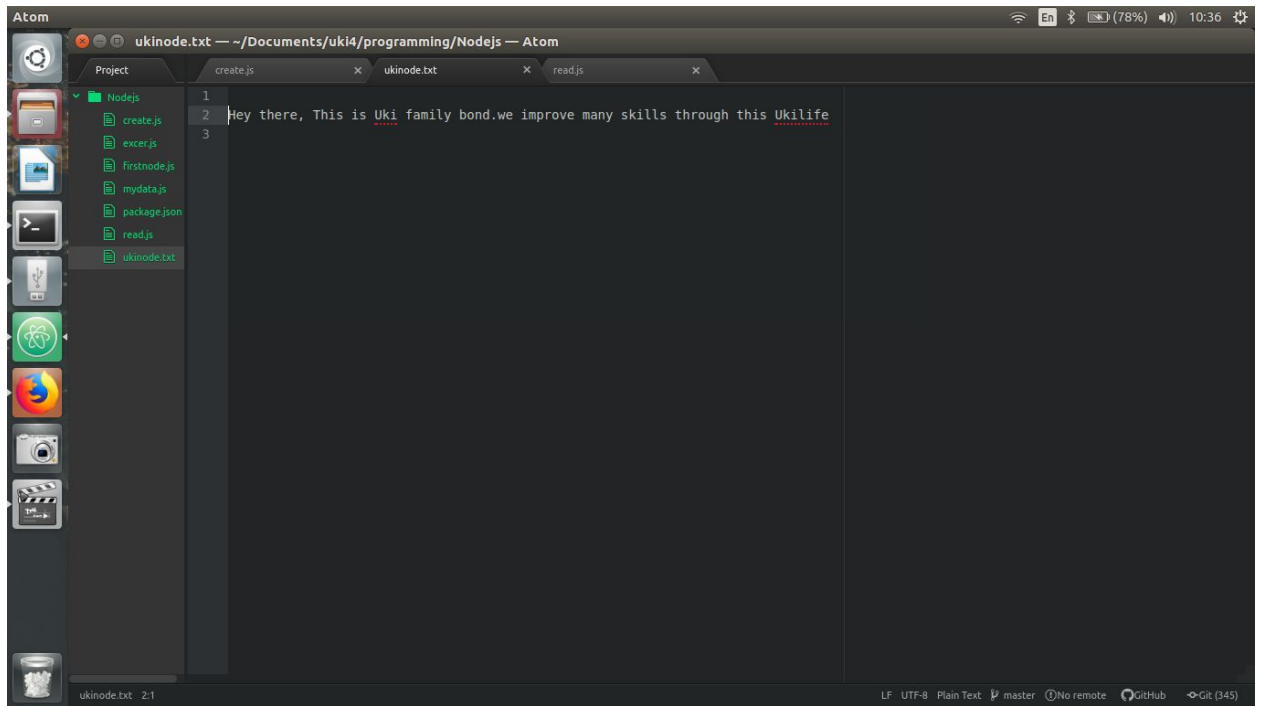 Atom
En (78%) 10:36
ukinode.txt — ~/Documents/uki4/programming/Nodejs — Atom
Project create.js ukinode.txt read.js
Nodejs
create.js
excer.js
firstnode.js
mydata.js
package.json
read.js
ukinode.txt
1
2 Hey there, This is Uki family bond.we improve many skills through this Ukilife
3
ukinode.txt 2:1 LF UTF-8 Plain Text master No remote GitHub Git (345)